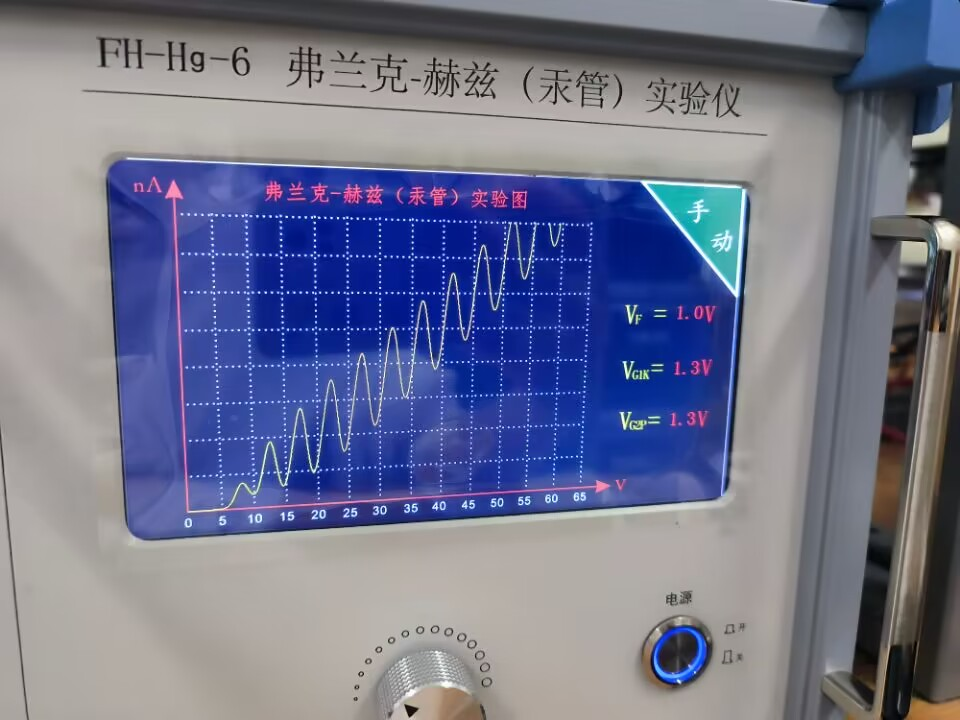 FH-Hg-6 弗兰克-赫兹（汞管）实验仪
nA
弗兰克-赫兹（汞管）实验图
手
动
VF = 1.0V
VG1K= 1.3V
VG2P= 1.3V
V
0 5 10 15 20 25 30 35 40 45 50 55 60 65
电源
开
关